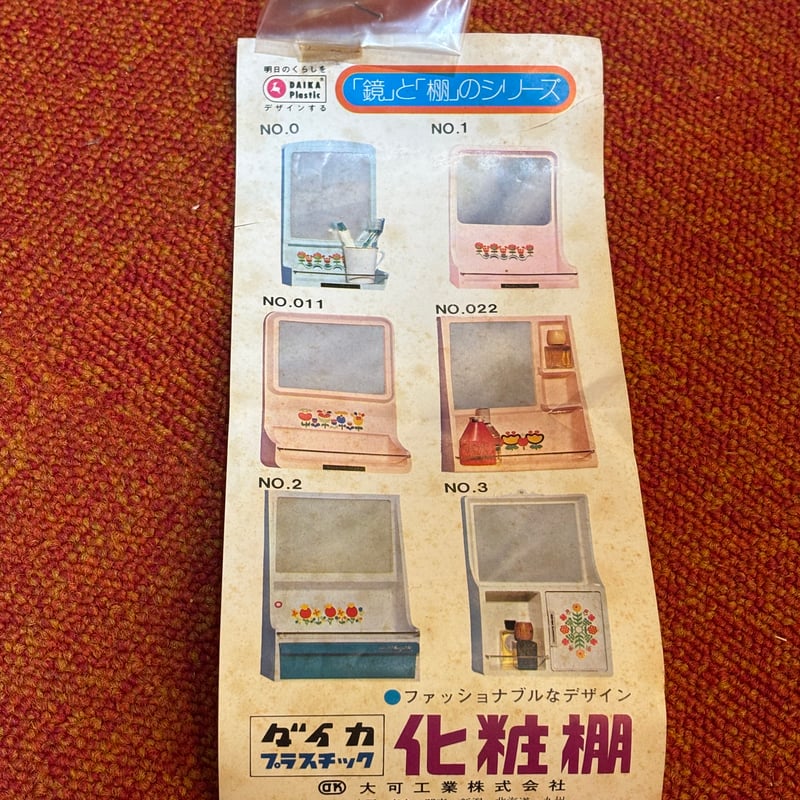 明日のくらしを
DAIKA
Plastic
デザインする
「鏡」と「棚」のシリーズ
NO.0
NO.1
NO.011
NO.022
NO.2
NO.3
●ファッショナブルなデザイン
ダイカ
プラスチック
化粧棚
DK 大可工業株式会社